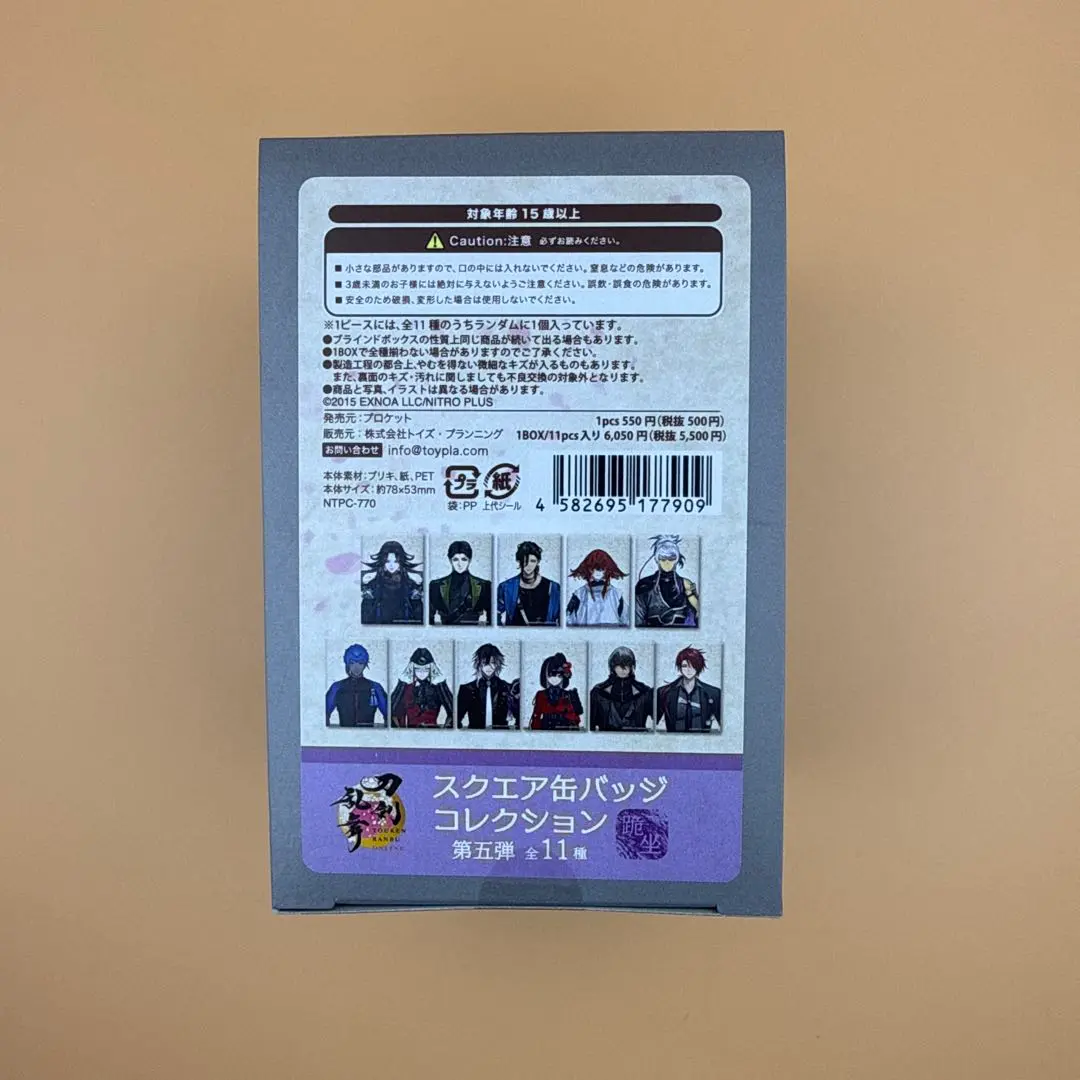 対象年齢15歳以上
Caution:注意 必ずお読みください。
■ 小さな部品がありますので、口の中には入れないでください。窒息などの危険があります。
■ 3歳未満のお子様には絶対に与えないようご注意ください。誤飲・誤食の危険があります。
■ 安全のため破損、変形した場合は使用しないでください。
※1ピースには、全11種のうちランダムに1個入っています。
●ブラインドボックスの性質上同じ商品が続いて出る場合もあります。
●1BOXで全種揃わない場合がありますのでご了承ください。
●製造工程の都合上、やむを得ない微細なキズが入るものもあります。
また、裏面のキズ・汚れに関しましても不良交換の対象外となります。
●商品と写真、イラストは異なる場合があります。
©2015 EXNOA LLC/NITRO PLUS
発売元：プロケット
1pcs 550円(税抜 500円)
販売元：株式会社トイズ・プランニング
1BOX/11pcs入り 6,050円(税抜 5,500円)
お問い合わせ info@toypla.com
本体素材：ブリキ、紙、PET
本体サイズ：約78×53mm
NTPC-770
プラ
袋：PP
紙
上代シール
4 582695 177909
刀剣乱舞
TOUKEN
RANBU
ONLINE
スクエア缶バッジ
コレクション
跪坐
第五弾 全11種